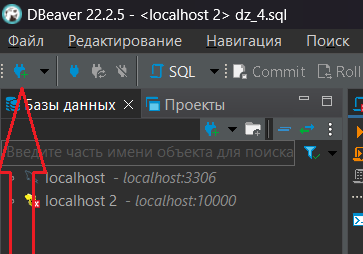 DBeaver 22.2.5 - <localhost 2> dz_4.sql
Файл Редактирование Навигация Поиск
SQL Commit Roll
Базы данных Проекты
Введите часть имени объекта для поиска
localhost - localhost:3306
localhost 2 - localhost:10000